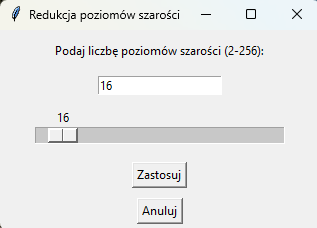 Redukcja poziomów szarości
Podaj liczbę poziomów szarości (2-256):
16
16
Zastosuj
Anuluj